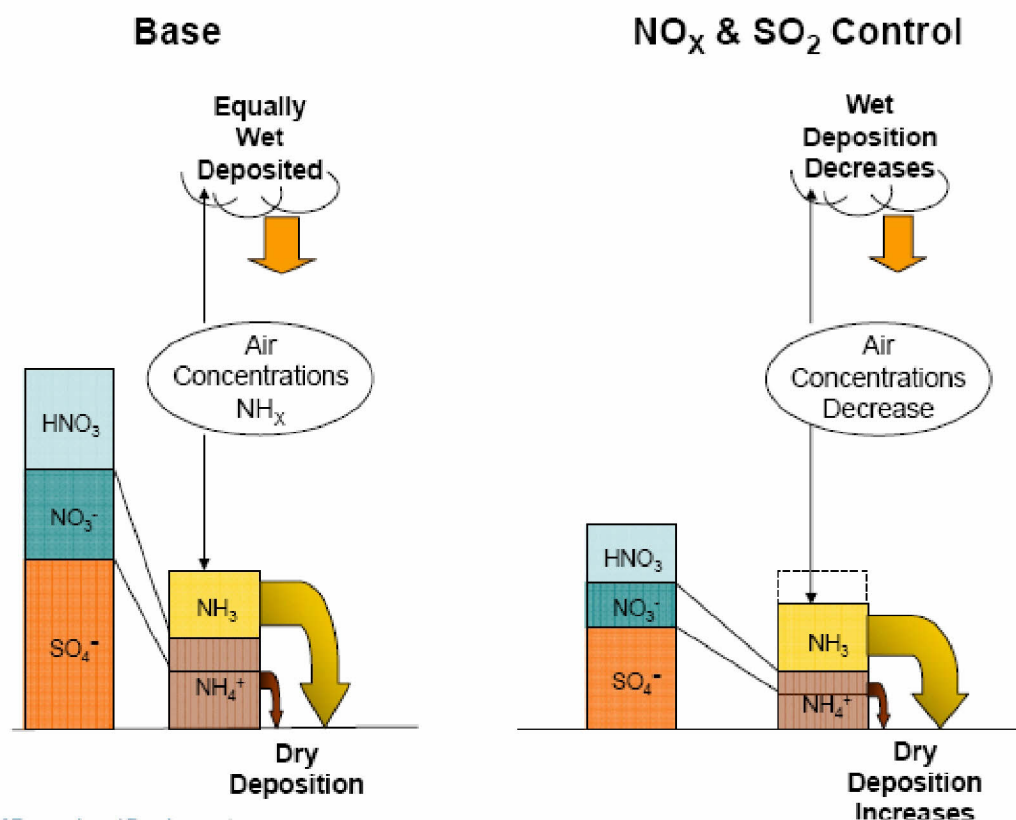 Base
Equally
Wet
Deposited
Air
Concentrations
NHₓ
HNO₃
NO₃⁻
SO₄⁻
NH₃
NH₄⁺
Dry
Deposition
NOₓ & SO₂ Control
Wet
Deposition
Decreases
Air
Concentrations
Decrease
HNO₃
NO₃⁻
SO₄⁻
NH₃
NH₄⁺
Dry
Deposition
Increases